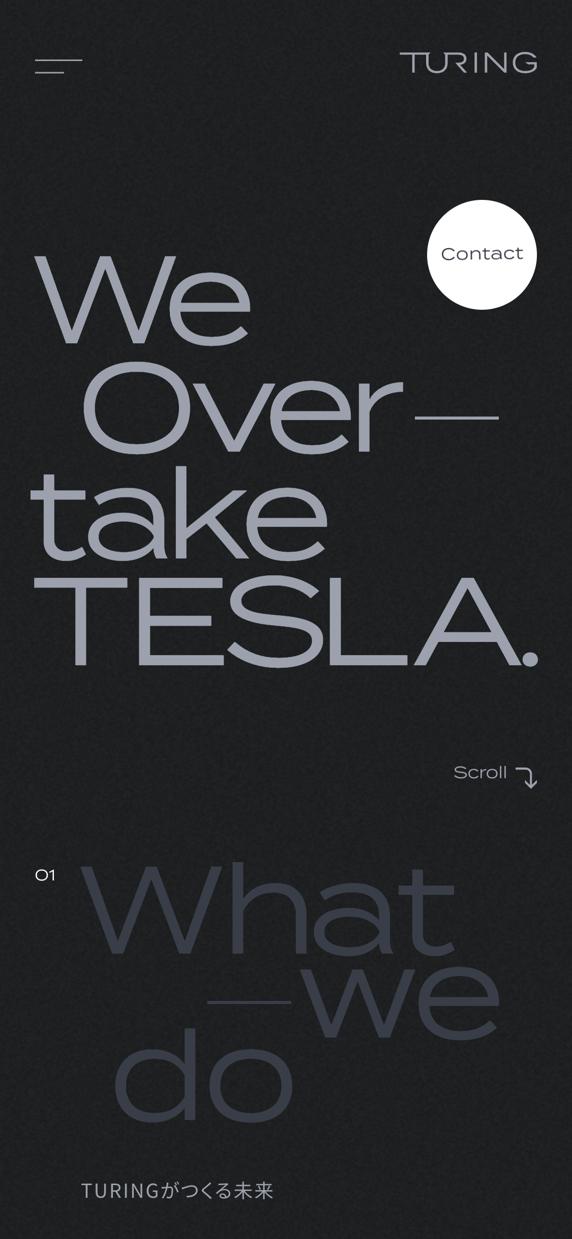 TURING
Contact
We
Over—
take
TESLA.
Scroll
01
What
—we
do
TURINGがつくる未来